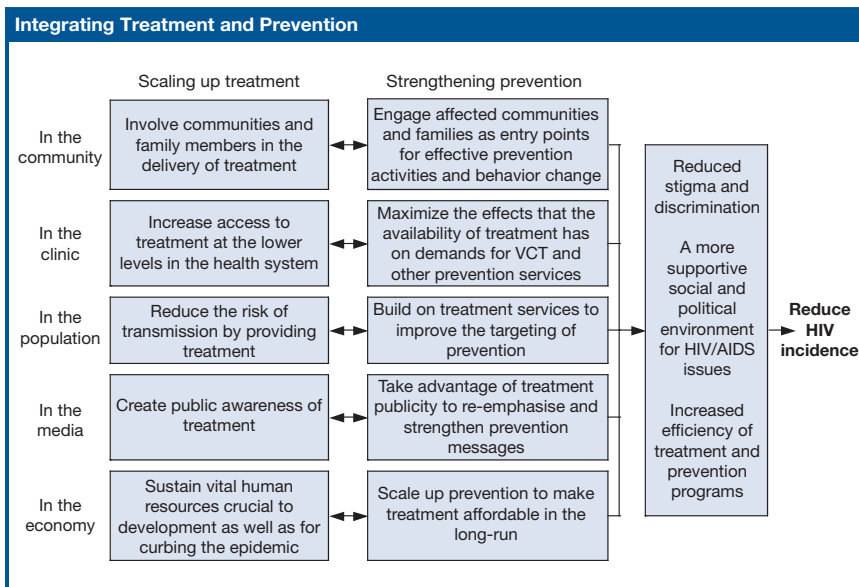 Integrating Treatment and Prevention
Scaling up treatment
Strengthening prevention
In the
community
Involve communities and
family members in the
delivery of treatment
Engage affected communities
and families as entry points
for effective prevention
activities and behavior change
In the
clinic
Increase access to
treatment at the lower
levels in the health system
Maximize the effects that the
availability of treatment has
on demands for VCT and
other prevention services
In the
population
Reduce the risk of
transmission by providing
treatment
Build on treatment services to
improve the targeting of
prevention
In the
media
Create public awareness of
treatment
Take advantage of treatment
publicity to re-emphasise and
strengthen prevention
messages
In the
economy
Sustain vital human
resources crucial to
development as well as for
curbing the epidemic
Scale up prevention to make
treatment affordable in the
long-run
Reduced
stigma and
discrimination
A more
supportive
social and
political
environment
for HIV/AIDS
issues
Increased
efficiency of
treatment and
prevention
programs
Reduce
HIV
incidence